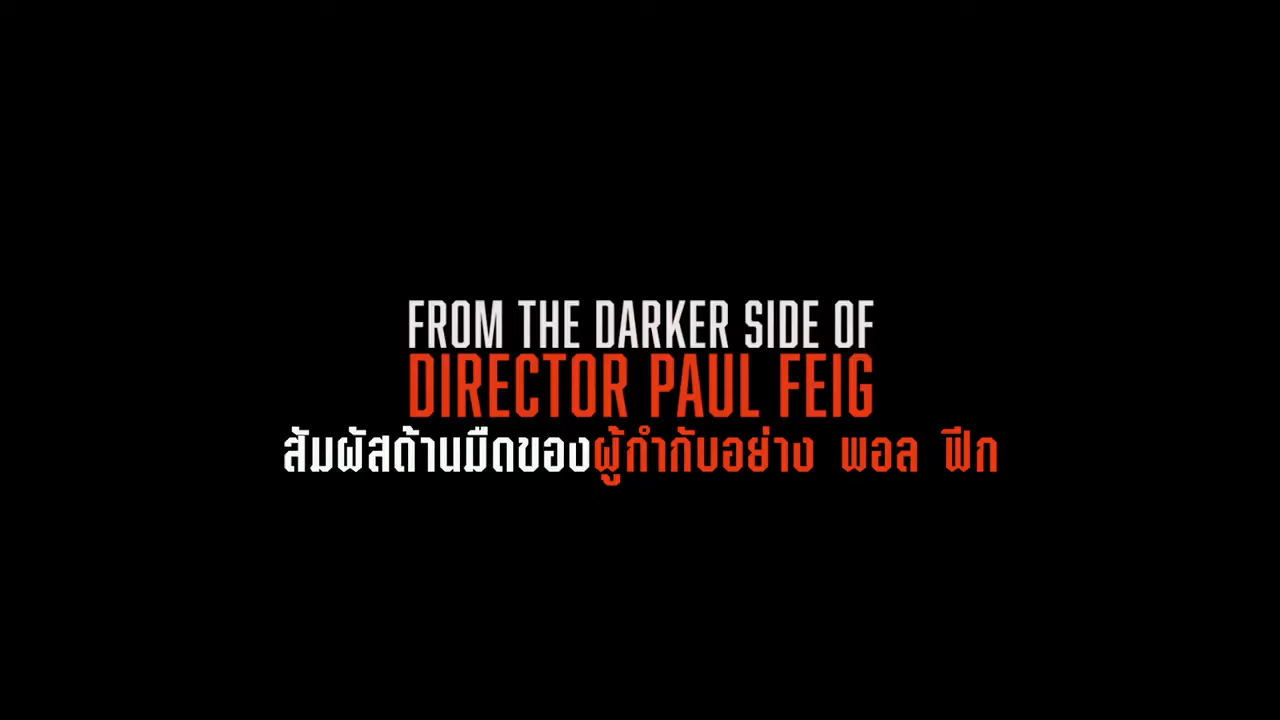 FROM THE DARKER SIDE OF
DIRECTOR PAUL FEIG
สัมผัสด้านมืดของผู้กำกับอย่าง พอล ฟีก